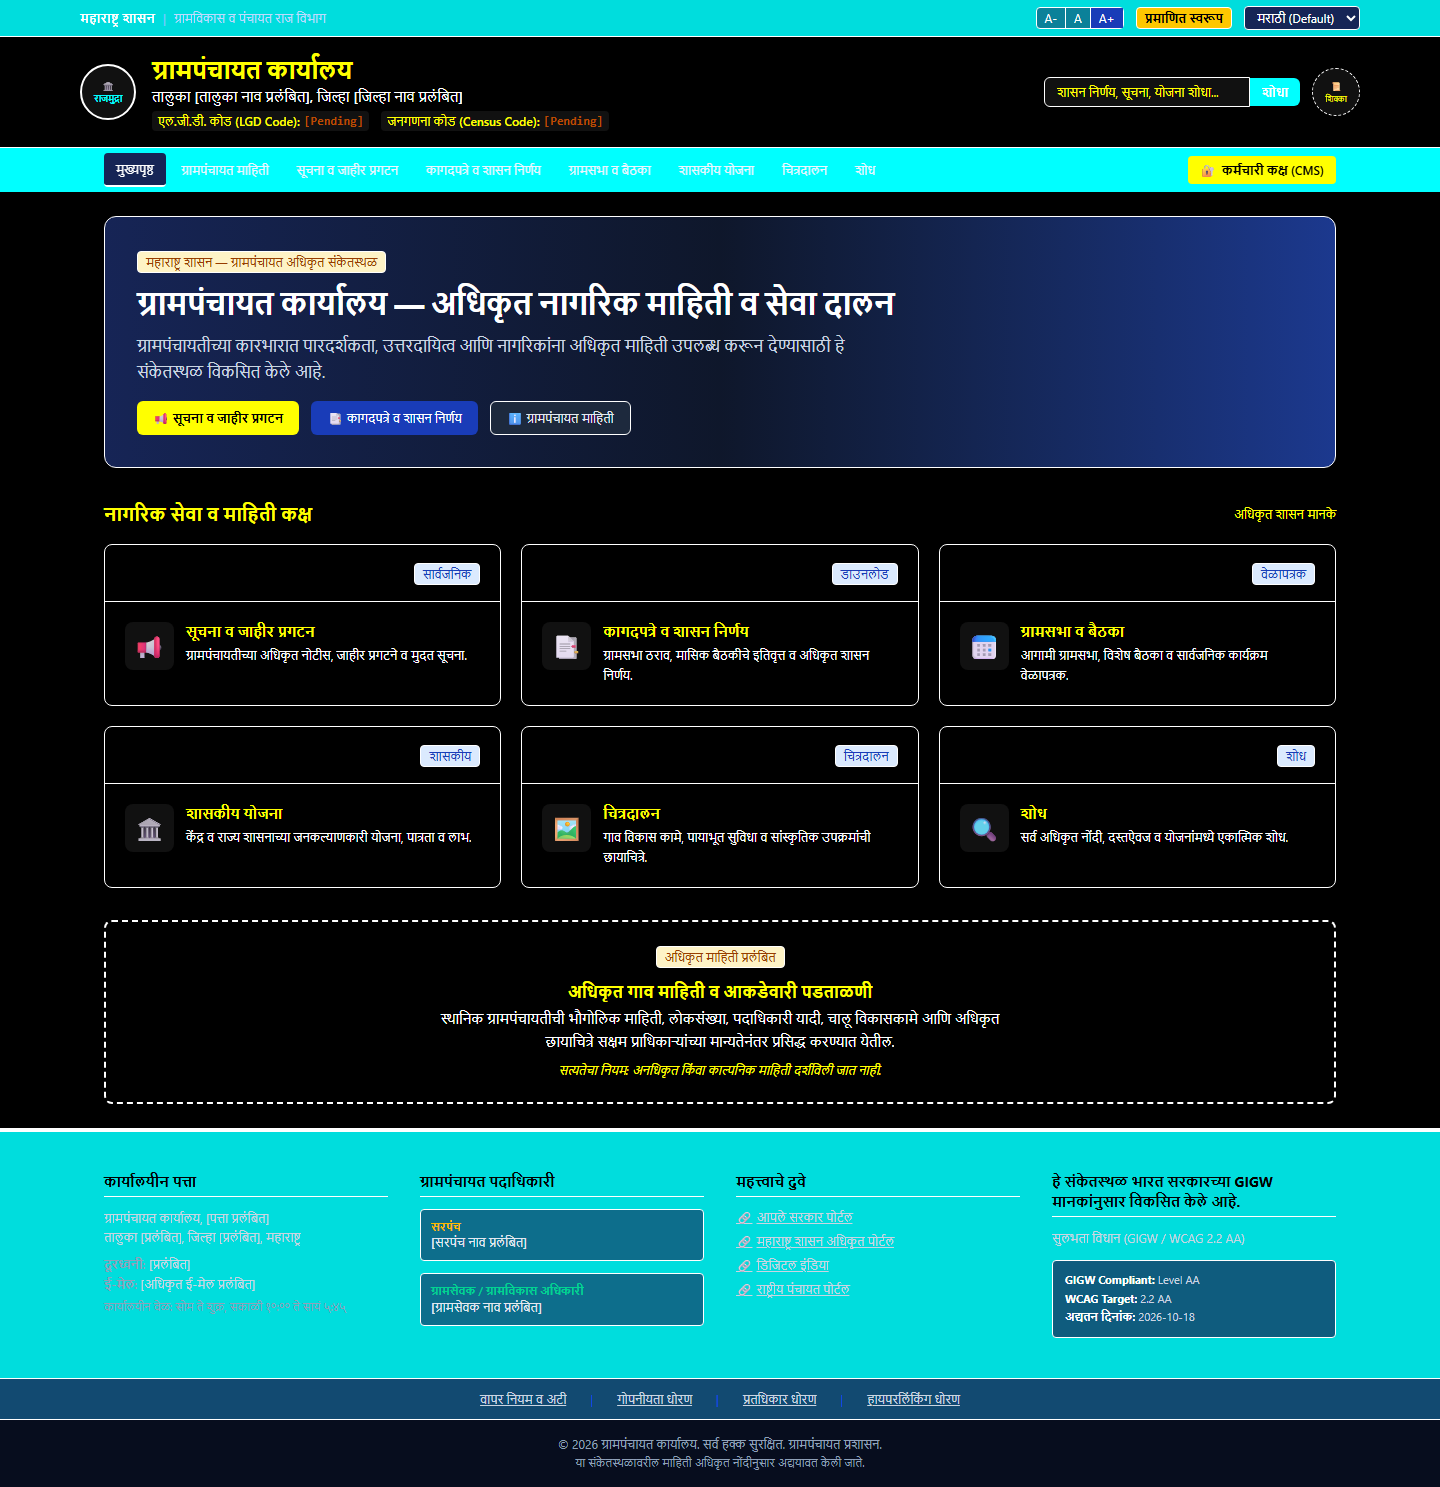 महाराष्ट्र शासन | ग्रामविकास व पंचायत राज विभाग
A- A A+
प्रमाणित स्वरूप
मराठी (Default)
राजमुद्रा
ग्रामपंचायत कार्यालय
तालुका [तालुका नाव प्रलंबित], जिल्हा [जिल्हा नाव प्रलंबित]
एल.जी.डी. कोड (LGD Code): [Pending] जनगणना कोड (Census Code): [Pending]
शासन निर्णय, सूचना, योजना शोधा...
शोधा
शिक्का
मुख्यपृष्ठ ग्रामपंचायत माहिती सूचना व जाहीर प्रगटन कागदपत्रे व शासन निर्णय ग्रामसभा व बैठका शासकीय योजना चित्रदालन शोध
कर्मचारी कक्ष (CMS)
महाराष्ट्र शासन — ग्रामपंचायत अधिकृत संकेतस्थळ
ग्रामपंचायत कार्यालय — अधिकृत नागरिक माहिती व सेवा दालन
ग्रामपंचायतीच्या कारभारात पारदर्शकता, उत्तरदायित्व आणि नागरिकांना अधिकृत माहिती उपलब्ध करून देण्यासाठी हे
संकेतस्थळ विकसित केले आहे.
सूचना व जाहीर प्रगटन
कागदपत्रे व शासन निर्णय
ग्रामपंचायत माहिती
नागरिक सेवा व माहिती कक्ष
अधिकृत शासन मानके
सार्वजनिक
सूचना व जाहीर प्रगटन
ग्रामपंचायतीच्या अधिकृत नोटीस, जाहीर प्रगटने व मुदत सूचना.
डाउनलोड
कागदपत्रे व शासन निर्णय
ग्रामसभा ठराव, मासिक बैठकीचे इतिवृत्त व अधिकृत शासन
निर्णय.
वेळापत्रक
ग्रामसभा व बैठका
आगामी ग्रामसभा, विशेष बैठका व सार्वजनिक कार्यक्रम
वेळापत्रक.
शासकीय
शासकीय योजना
केंद्र व राज्य शासनाच्या जनकल्याणकारी योजना, पात्रता व लाभ.
चित्रदालन
चित्रदालन
गाव विकास कामे, पायाभूत सुविधा व सांस्कृतिक उपक्रमांची
छायाचित्रे.
शोध
शोध
सर्व अधिकृत नोंदी, दस्तऐवज व योजनांमध्ये एकात्मिक शोध.
अधिकृत माहिती प्रलंबित
अधिकृत गाव माहिती व आकडेवारी पडताळणी
स्थानिक ग्रामपंचायतीची भौगोलिक माहिती, लोकसंख्या, पदाधिकारी यादी, चालू विकासकामे आणि अधिकृत
छायाचित्रे सक्षम प्राधिकाऱ्यांच्या मान्यतेनंतर प्रसिद्ध करण्यात येतील.
सत्यतेचा नियम: अनधिकृत किंवा काल्पनिक माहिती दर्शविली जात नाही.
कार्यालयीन पत्ता
ग्रामपंचायत कार्यालय, [पत्ता प्रलंबित]
तालुका [प्रलंबित], जिल्हा [प्रलंबित], महाराष्ट्र
दूरध्वनी: [प्रलंबित]
ई-मेल: [अधिकृत ई-मेल प्रलंबित]
ग्रामपंचायत पदाधिकारी
सरपंच
[सरपंच नाव प्रलंबित]
ग्रामसेवक / ग्रामविकास अधिकारी
[ग्रामसेवक नाव प्रलंबित]
महत्त्वाचे दुवे
आपले सरकार पोर्टल
महाराष्ट्र शासन अधिकृत पोर्टल
डिजिटल इंडिया
राष्ट्रीय पंचायत पोर्टल
हे संकेतस्थळ भारत सरकारच्या GIGW
मानकांनुसार विकसित केले आहे.
सुलभता विधान (GIGW / WCAG 2.2 AA)
GIGW Compliant: Level AA
WCAG Target: 2.2 AA
अद्यतन दिनांक: 2026-10-18
वापर नियम व अटी | गोपनीयता धोरण | प्रतधिकार धोरण | हायपरलिंकिंग धोरण
© 2026 ग्रामपंचायत कार्यालय. सर्व हक्क सुरक्षित. ग्रामपंचायत प्रशासन.
या संकेतस्थळावरील माहिती अधिकृत नोंदीनुसार अद्ययावत केली जाते.